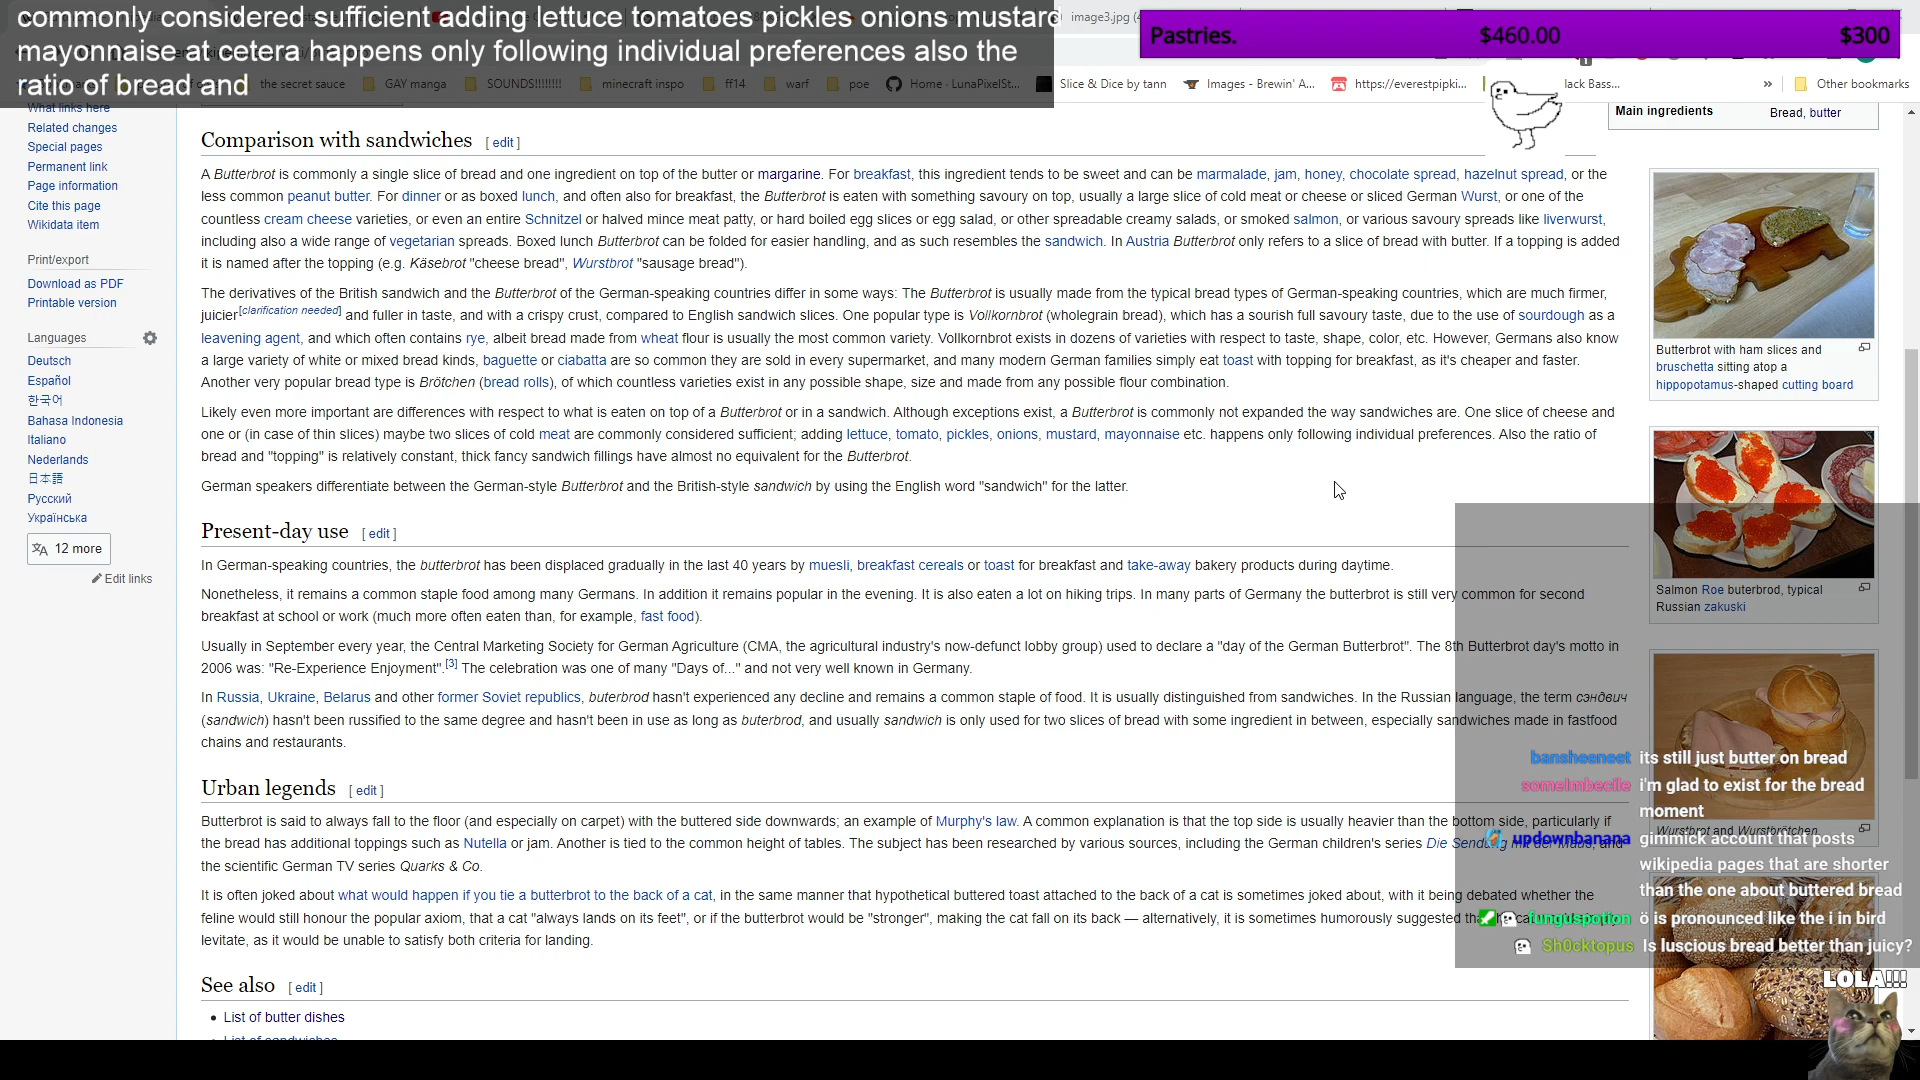 commonly considered sufficient adding lettuce tomatoes pickles onions mustard
mayonnaise at cetera happens only following individual preferences also the
ratio of bread and
image3.jpg
Pastries. $460.00 $300
the secret sauce GAY manga SOUNDS!!!!!!!! minecraft inspo ff14 warf poe Home · LunaPixelSt... Slice & Dice by tann Images - Brewin' A... https://everestpipki... lack Bass... » Other bookmarks
What links here
Related changes
Special pages
Permanent link
Page information
Cite this page
Wikidata item
Print/export
Download as PDF
Printable version
Languages
Deutsch
Español
한국어
Bahasa Indonesia
Italiano
Nederlands
日本語
Русский
Українська
12 more
Edit links
Comparison with sandwiches [ edit ]
A Butterbrot is commonly a single slice of bread and one ingredient on top of the butter or margarine. For breakfast, this ingredient tends to be sweet and can be marmalade, jam, honey, chocolate spread, hazelnut spread, or the
less common peanut butter. For dinner or as boxed lunch, and often also for breakfast, the Butterbrot is eaten with something savoury on top, usually a large slice of cold meat or cheese or sliced German Wurst, or one of the
countless cream cheese varieties, or even an entire Schnitzel or halved mince meat patty, or hard boiled egg slices or egg salad, or other spreadable creamy salads, or smoked salmon, or various savoury spreads like liverwurst,
including also a wide range of vegetarian spreads. Boxed lunch Butterbrot can be folded for easier handling, and as such resembles the sandwich. In Austria Butterbrot only refers to a slice of bread with butter. If a topping is added
it is named after the topping (e.g. Käsebrot "cheese bread", Wurstbrot "sausage bread").
The derivatives of the British sandwich and the Butterbrot of the German-speaking countries differ in some ways: The Butterbrot is usually made from the typical bread types of German-speaking countries, which are much firmer,
juicier[clarification needed] and fuller in taste, and with a crispy crust, compared to English sandwich slices. One popular type is Vollkornbrot (wholegrain bread), which has a sourish full savoury taste, due to the use of sourdough as a
leavening agent, and which often contains rye, albeit bread made from wheat flour is usually the most common variety. Vollkornbrot exists in dozens of varieties with respect to taste, shape, color, etc. However, Germans also know
a large variety of white or mixed bread kinds, baguette or ciabatta are so common they are sold in every supermarket, and many modern German families simply eat toast with topping for breakfast, as it's cheaper and faster.
Another very popular bread type is Brötchen (bread rolls), of which countless varieties exist in any possible shape, size and made from any possible flour combination.
Likely even more important are differences with respect to what is eaten on top of a Butterbrot or in a sandwich. Although exceptions exist, a Butterbrot is commonly not expanded the way sandwiches are. One slice of cheese and
one or (in case of thin slices) maybe two slices of cold meat are commonly considered sufficient; adding lettuce, tomato, pickles, onions, mustard, mayonnaise etc. happens only following individual preferences. Also the ratio of
bread and "topping" is relatively constant, thick fancy sandwich fillings have almost no equivalent for the Butterbrot.
German speakers differentiate between the German-style Butterbrot and the British-style sandwich by using the English word "sandwich" for the latter.
Present-day use [ edit ]
In German-speaking countries, the butterbrot has been displaced gradually in the last 40 years by muesli, breakfast cereals or toast for breakfast and take-away bakery products during daytime.
Nonetheless, it remains a common staple food among many Germans. In addition it remains popular in the evening. It is also eaten a lot on hiking trips. In many parts of Germany the butterbrot is still very common for second
breakfast at school or work (much more often eaten than, for example, fast food).
Usually in September every year, the Central Marketing Society for German Agriculture (CMA, the agricultural industry's now-defunct lobby group) used to declare a "day of the German Butterbrot". The 8th Butterbrot day's motto in
2006 was: "Re-Experience Enjoyment".[3] The celebration was one of many "Days of..." and not very well known in Germany.
In Russia, Ukraine, Belarus and other former Soviet republics, buterbrod hasn't experienced any decline and remains a common staple of food. It is usually distinguished from sandwiches. In the Russian language, the term сэндвич
(sandwich) hasn't been russified to the same degree and hasn't been in use as long as buterbrod, and usually sandwich is only used for two slices of bread with some ingredient in between, especially sandwiches made in fastfood
chains and restaurants.
Urban legends [ edit ]
Butterbrot is said to always fall to the floor (and especially on carpet) with the buttered side downwards; an example of Murphy's law. A common explanation is that the top side is usually heavier than the bottom side, particularly if
the bread has additional toppings such as Nutella or jam. Another is tied to the common height of tables. The subject has been researched by various sources, including the German children's series Die Sendung mit der Maus, and
the scientific German TV series Quarks & Co.
It is often joked about what would happen if you tie a butterbrot to the back of a cat, in the same manner that hypothetical buttered toast attached to the back of a cat is sometimes joked about, with it being debated whether the
feline would still honour the popular axiom, that a cat "always lands on its feet", or if the butterbrot would be "stronger", making the cat fall on its back — alternatively, it is sometimes humorously suggested
levitate, as it would be unable to satisfy both criteria for landing.
See also [ edit ]
• List of butter dishes
• List of sandwiches
Main ingredients Bread, butter
Butterbrot with ham slices and
bruschetta sitting atop a
hippopotamus-shaped cutting board
Salmon Roe buterbrod, typical
Russian zakuski
Wurstbrot and Wurstbrötchen
bansheeneet its still just butter on bread
someImbecile i'm glad to exist for the bread
moment
updownbanana gimmick account that posts
wikipedia pages that are shorter
than the one about buttered bread
funguspotion ö is pronounced like the i in bird
Sh0cktopus Is luscious bread better than juicy?
LOLA!!!